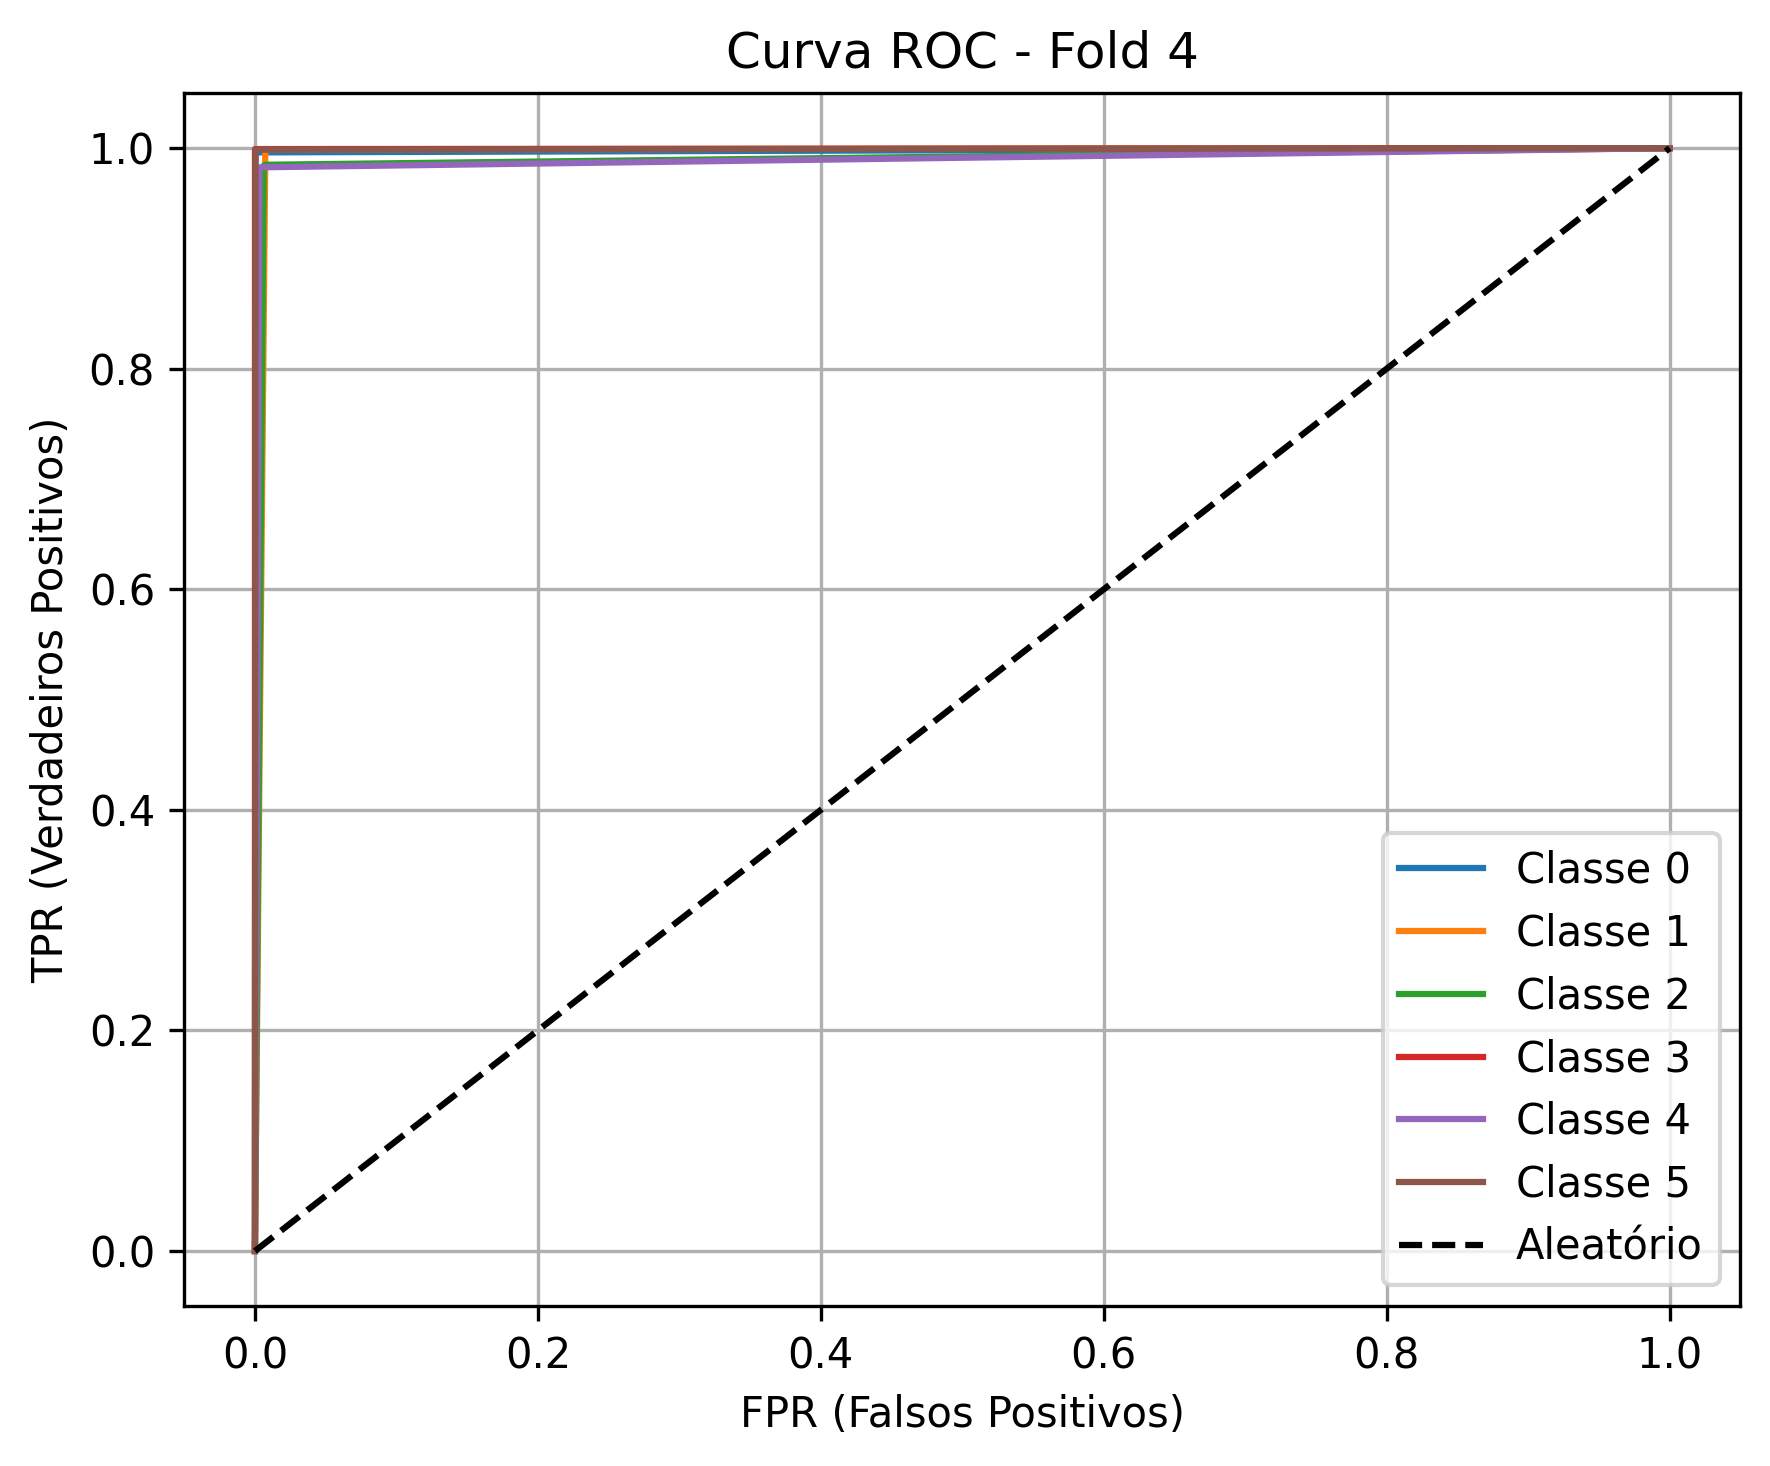 Curva ROC - Fold 4
TPR (Verdadeiros Positivos)
1.0
0.8
0.6
0.4
0.2
0.0
0.0 0.2 0.4 0.6 0.8 1.0
FPR (Falsos Positivos)
Classe 0
Classe 1
Classe 2
Classe 3
Classe 4
Classe 5
Aleatório